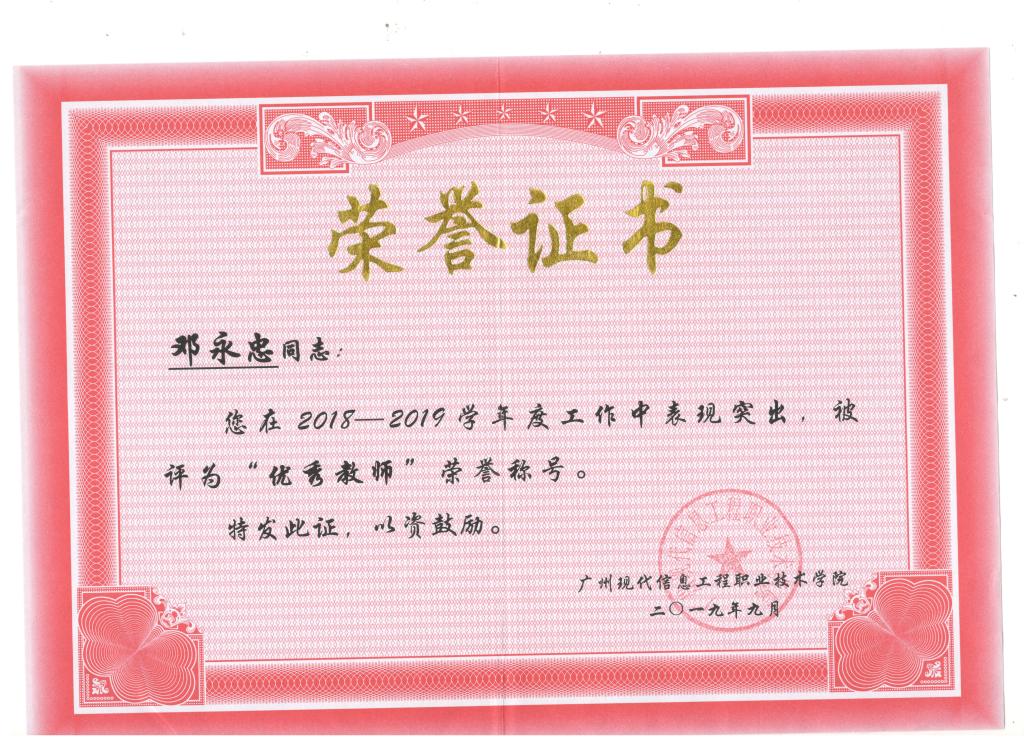 荣誉证书
邓永忠同志：
您在2018—2019学年度工作中表现突出，被
评为“优秀教师”荣誉称号。
特发此证，以资鼓励。
广州现代信息工程职业技术学院
二〇一九年九月